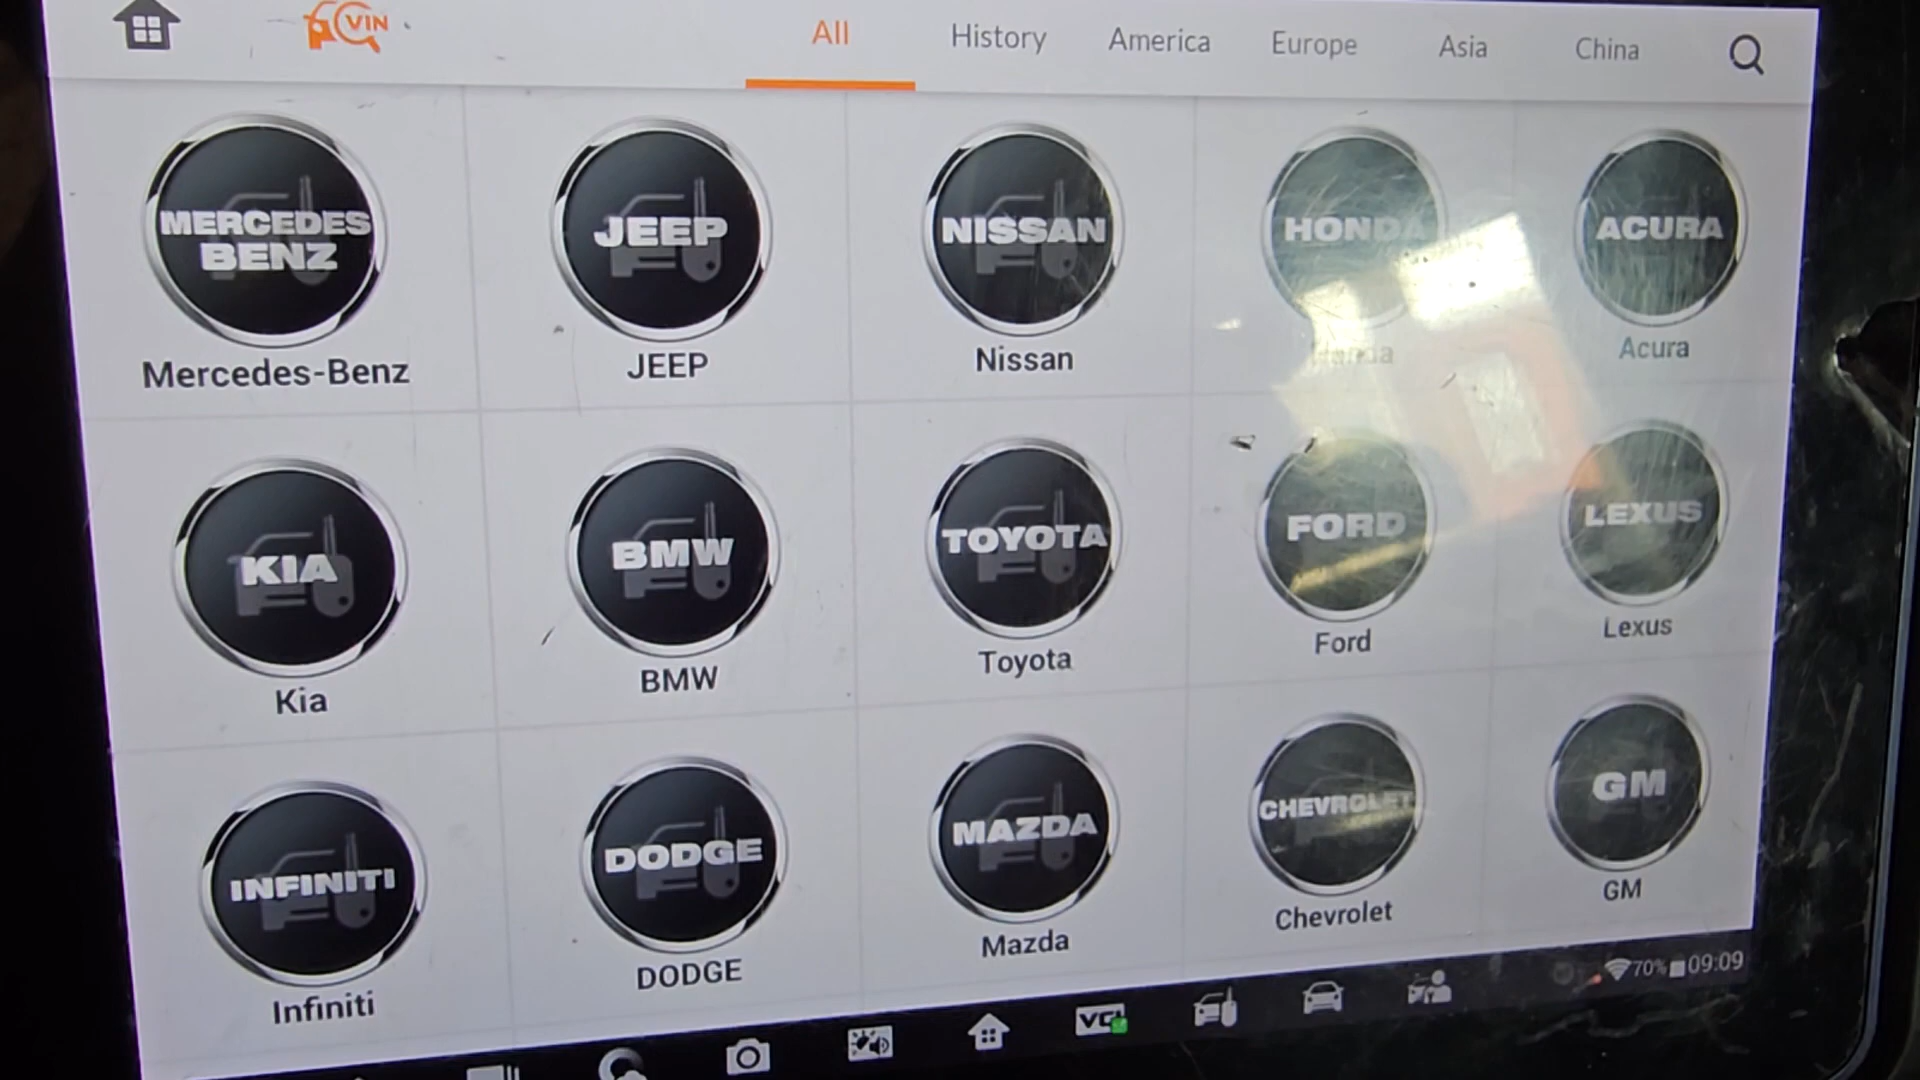 VIN
All
History
America
Europe
Asia
China
MERCEDES
BENZ
Mercedes-Benz
JEEP
JEEP
NISSAN
Nissan
HONDA
Honda
ACURA
Acura
KIA
Kia
BMW
BMW
TOYOTA
Toyota
FORD
Ford
LEXUS
Lexus
INFINITI
Infiniti
DODGE
DODGE
MAZDA
Mazda
CHEVROLET
Chevrolet
GM
GM
VCI
70%
09:09